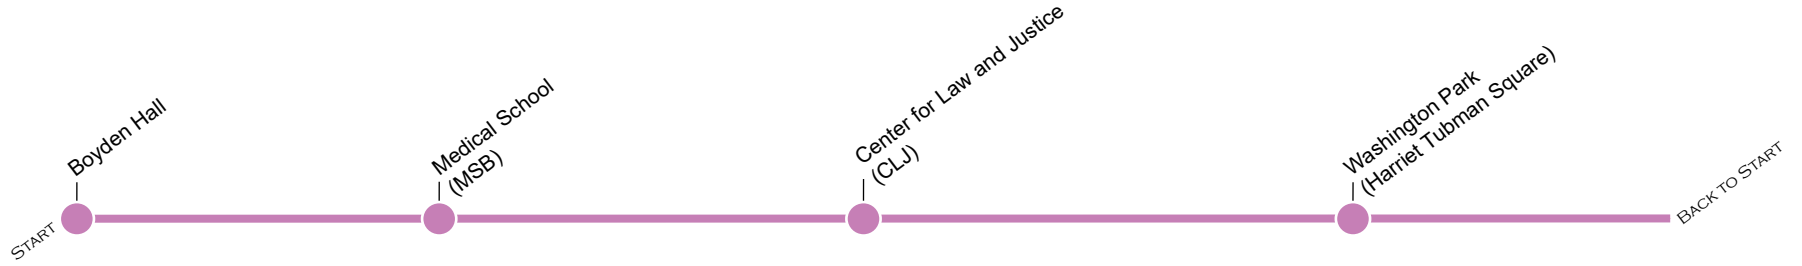 START
Boyden Hall
Medical School
(MSB)
Center for Law and Justice
(CLJ)
Washington Park
(Harriet Tubman Square)
BACK TO START